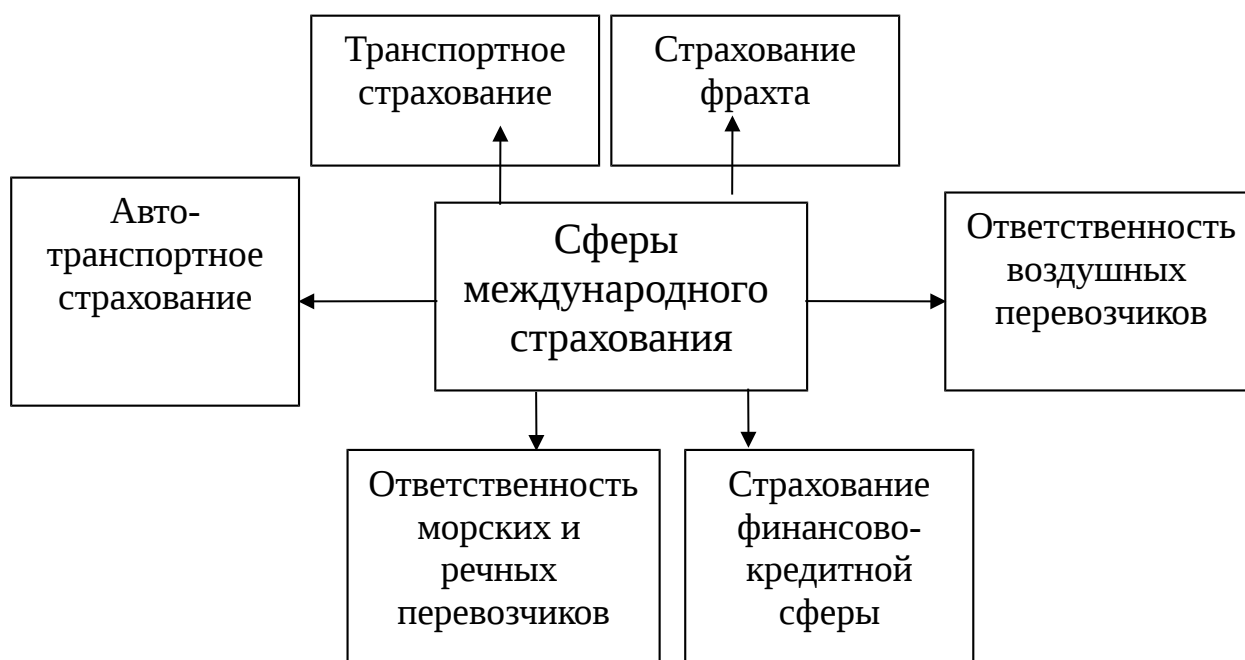 Транспортное
страхование
Страхование
фрахта
Авто-
транспортное
страхование
Сферы
международного
страхования
Ответственность
воздушных
перевозчиков
Ответственность
морских и
речных
перевозчиков
Страхование
финансово-
кредитной
сферы